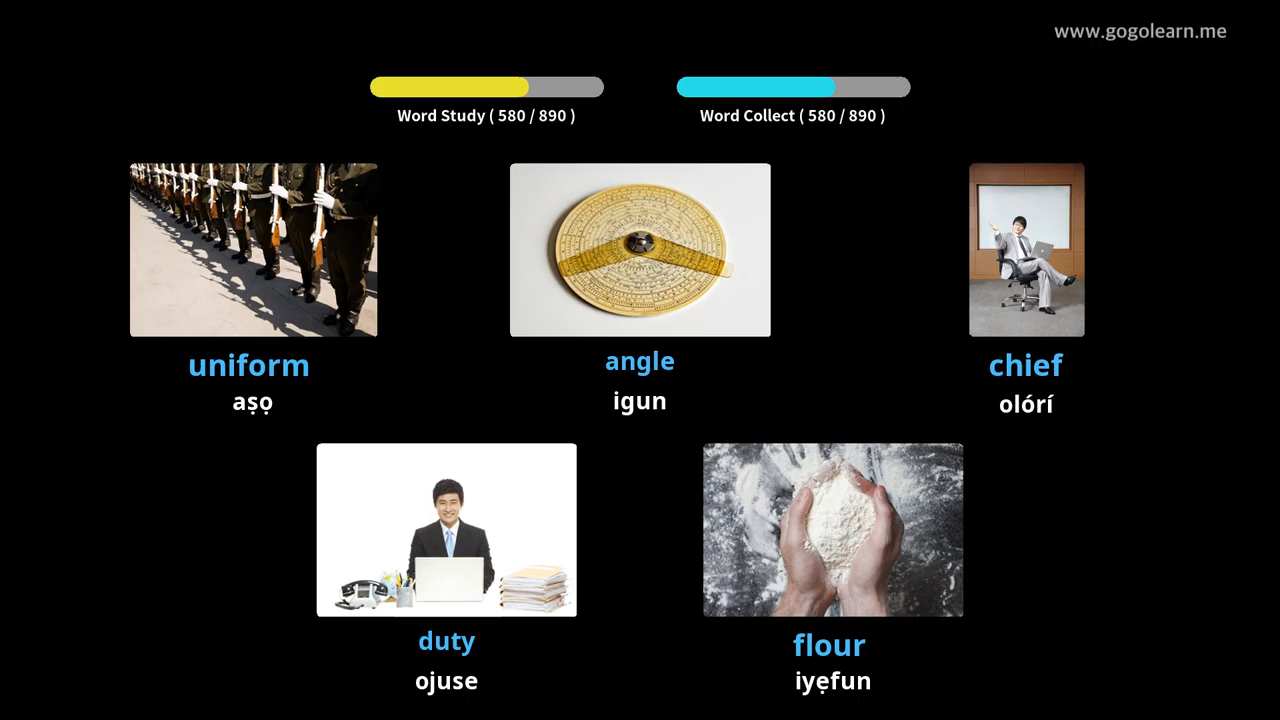 www.gogolearn.me
Word Study ( 580 / 890 )
Word Collect ( 580 / 890 )
uniform
aṣọ
angle
igun
chief
olórí
duty
ojuse
flour
iyẹfun